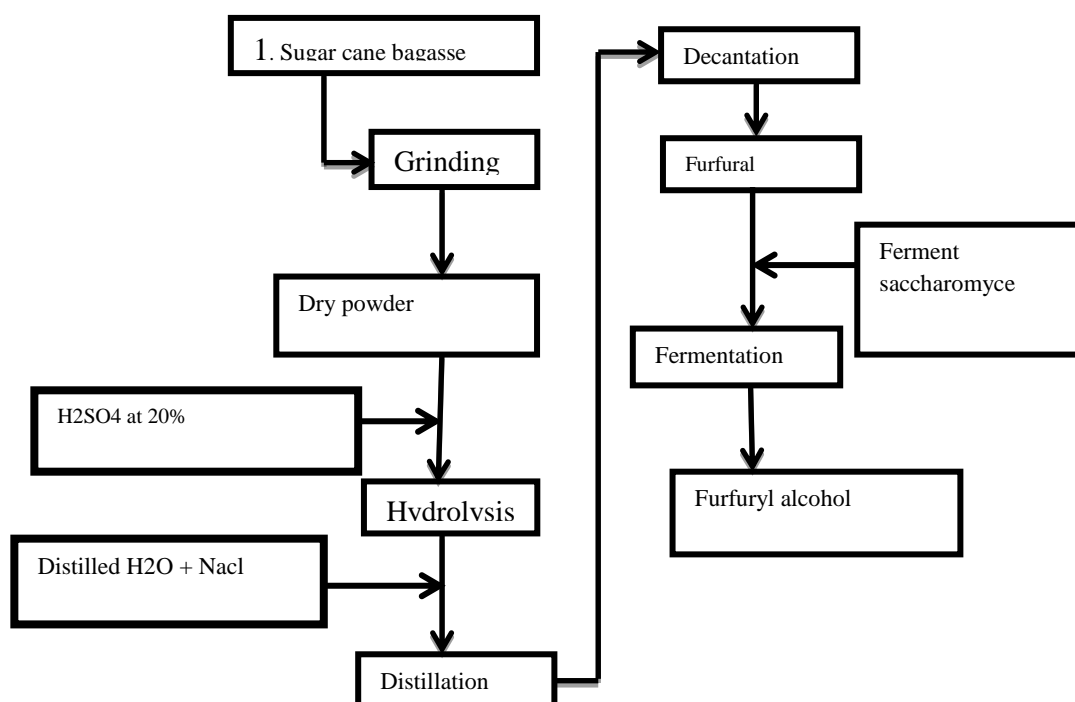 1. Sugar cane bagasse
Grinding
Dry powder
H2SO4 at 20%
Hydrolysis
Distilled H2O + Nacl
Distillation
Decantation
Furfural
Ferment
saccharomyce
Fermentation
Furfuryl alcohol